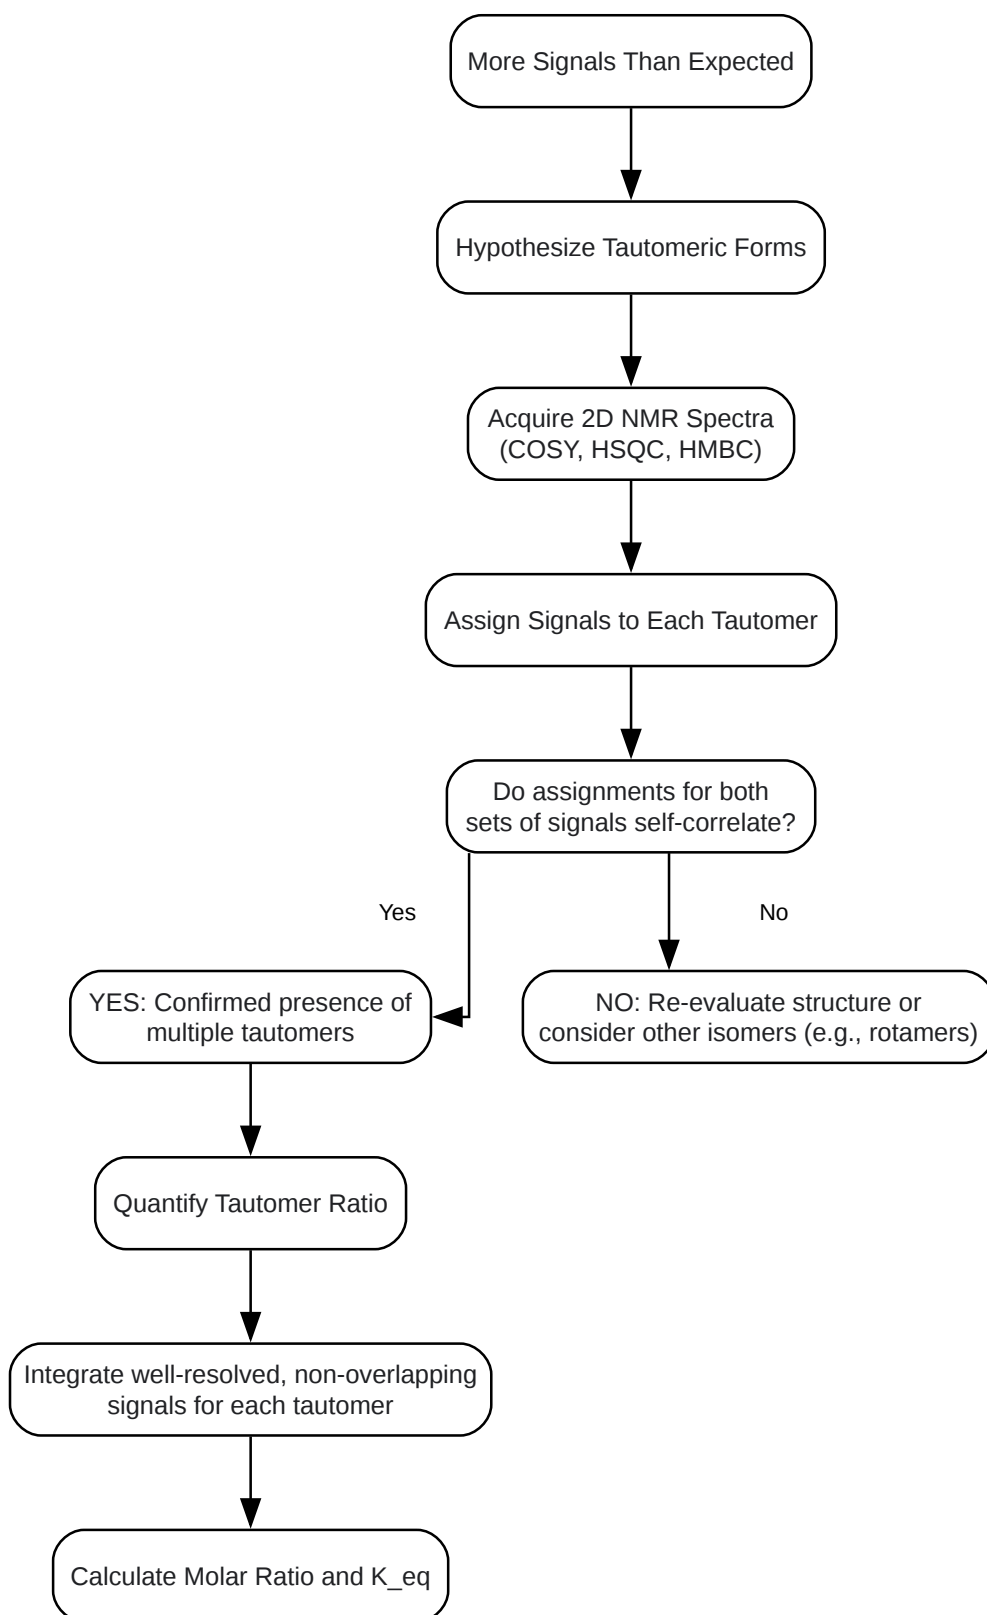 More Signals Than Expected
Hypothesize Tautomeric Forms
Acquire 2D NMR Spectra
(COSY, HSQC, HMBC)
Assign Signals to Each Tautomer
Do assignments for both
sets of signals self-correlate?
Yes
No
YES: Confirmed presence of
multiple tautomers
NO: Re-evaluate structure or
consider other isomers (e.g., rotamers)
Quantify Tautomer Ratio
Integrate well-resolved, non-overlapping
signals for each tautomer
Calculate Molar Ratio and K_eq